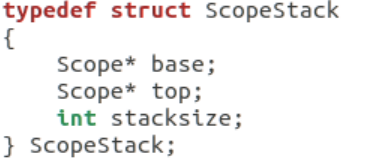 typedef struct ScopeStack
{
    Scope* base;
    Scope* top;
    int stacksize;
} ScopeStack;